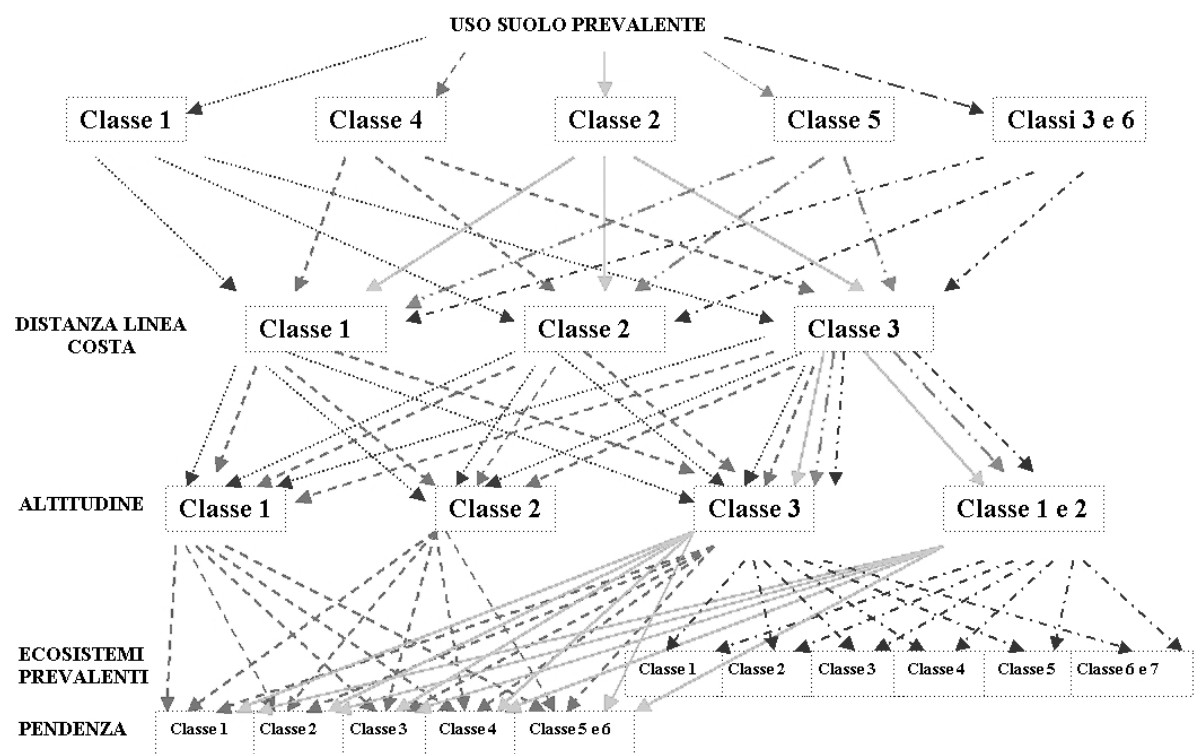 USO SUOLO PREVALENTE
Classe 1
Classe 4
Classe 2
Classe 5
Classi 3 e 6
DISTANZA LINEA
COSTA
Classe 1
Classe 2
Classe 3
ALTITUDINE
Classe 1
Classe 2
Classe 3
Classe 1 e 2
ECOSISTEMI
PREVALENTI
Classe 1
Classe 2
Classe 3
Classe 4
Classe 5
Classe 6 e 7
PENDENZA
Classe 1
Classe 2
Classe 3
Classe 4
Classe 5 e 6